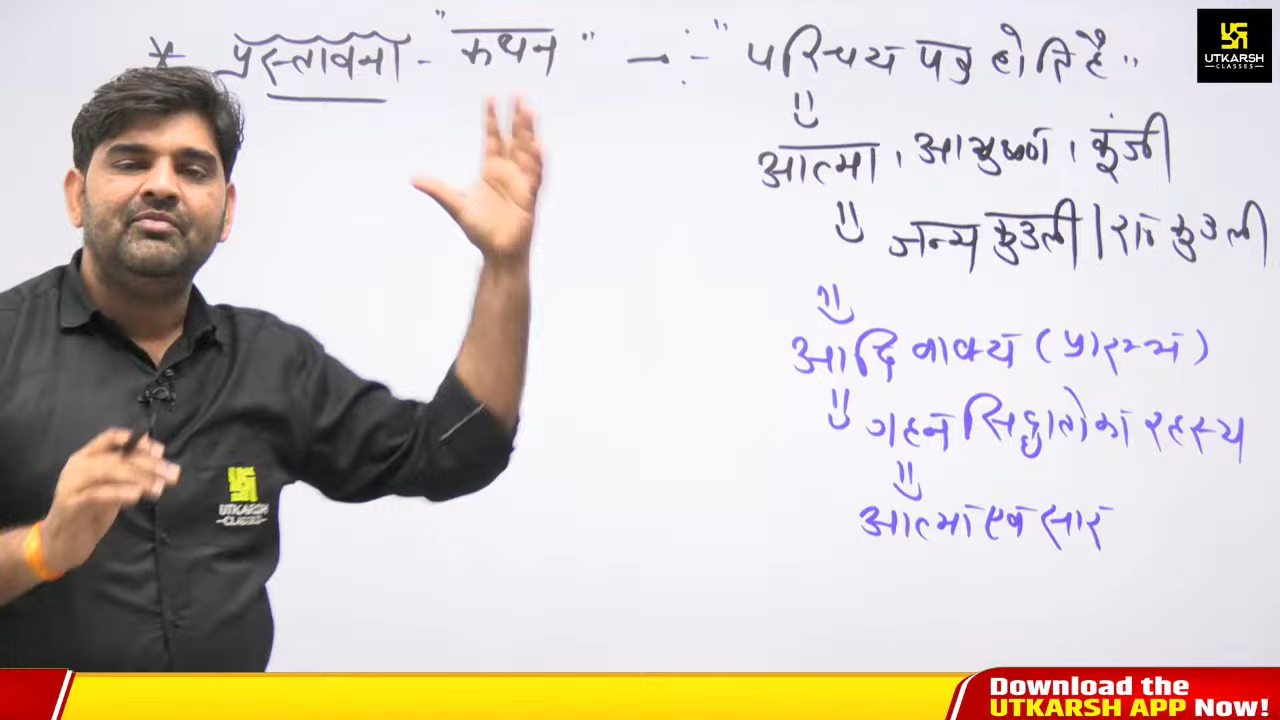 * प्रस्तावना - "कथन" → :- "परिचय पत्र होति है"
आत्मा, आभुष्ण, कुंजी
जन्म कुण्डली | राज कुण्डली
आदि वाक्य (प्रारम्भ)
गहन सिद्धातो का रहस्य
आत्मा एवं सार
UTKARSH
CLASSES
UTKARSH
CLASSES
Download the
UTKARSH APP Now!